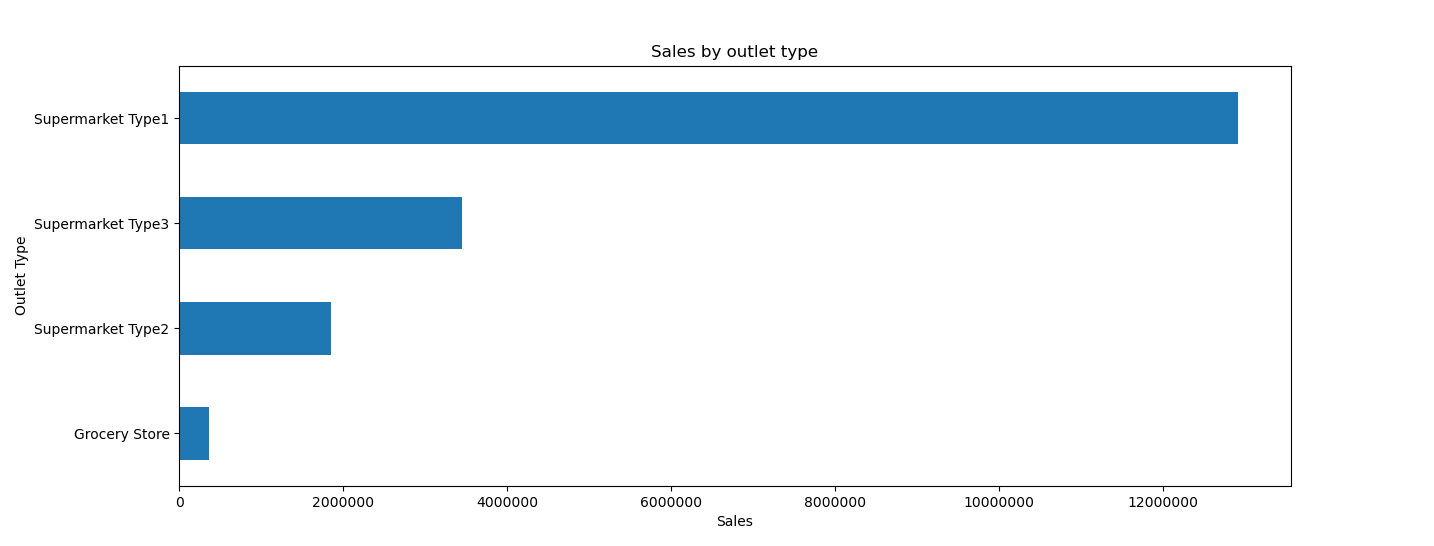 Sales by outlet type
Supermarket Type1
Supermarket Type3
Supermarket Type2
Grocery Store
Outlet Type
0 2000000 4000000 6000000 8000000 10000000 12000000
Sales